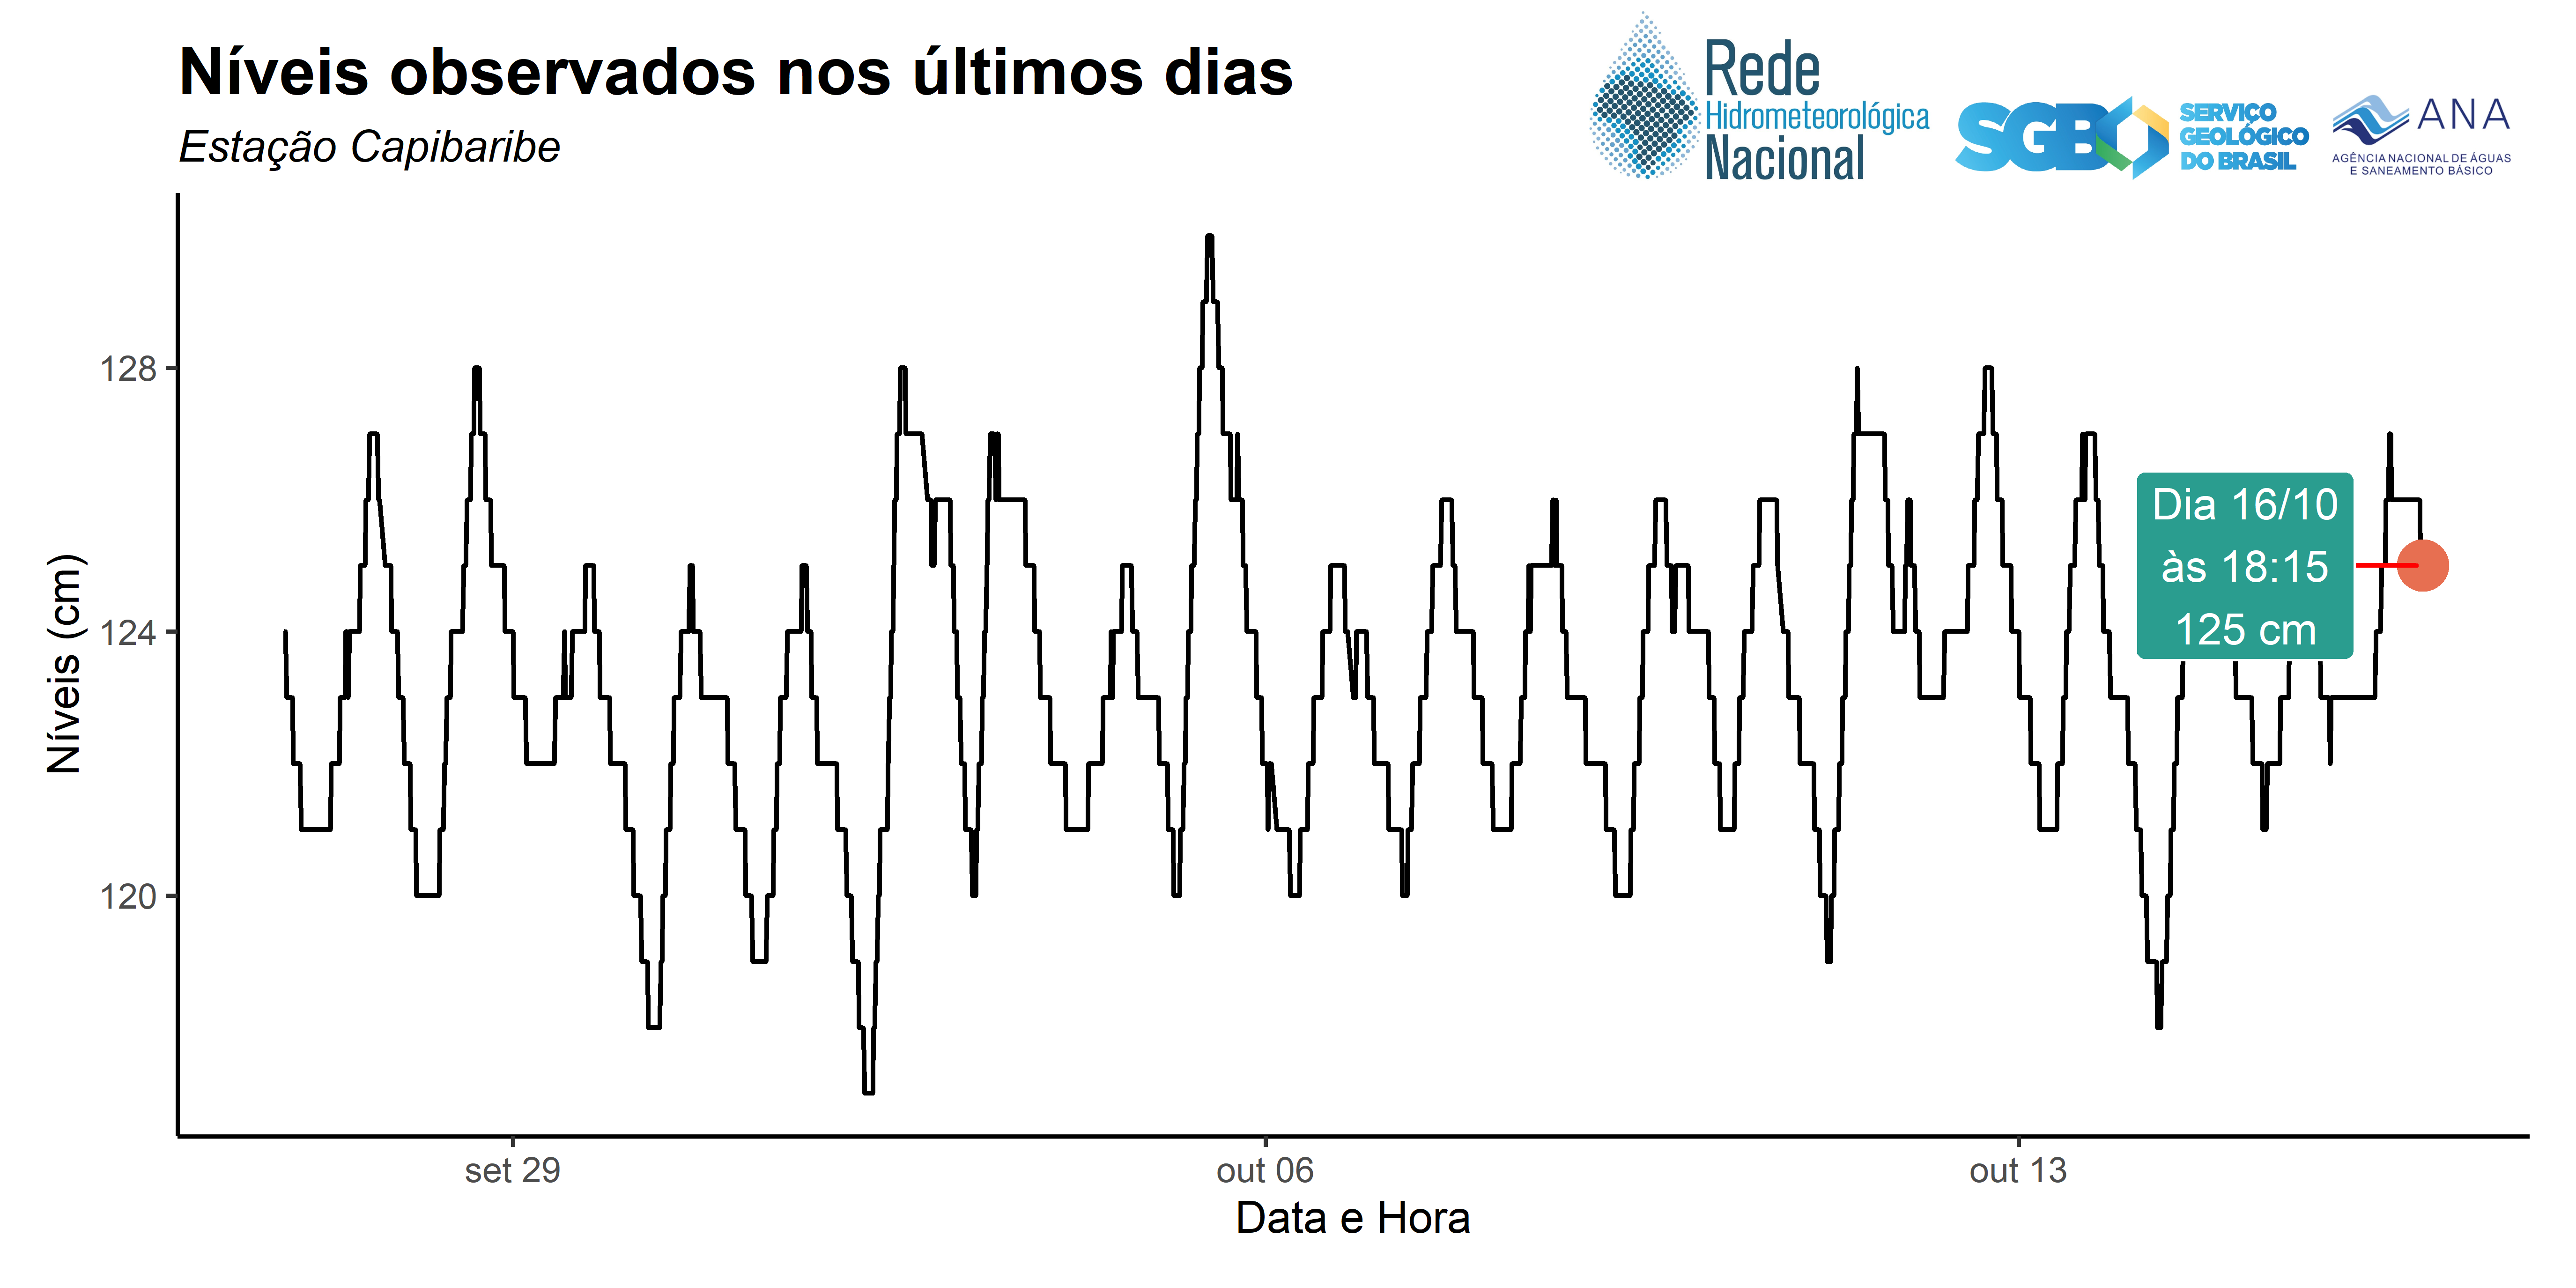 Níveis observados nos últimos dias
Estação Capibaribe
Rede
Hidrometeorológica
Nacional
SGB
SERVIÇO
GEOLÓGICO
DO BRASIL
ANA
AGÊNCIA NACIONAL DE ÁGUAS
E SANEAMENTO BÁSICO
Níveis (cm)
128
124
120
Dia 16/10
às 18:15
125 cm
set 29
out 06
out 13
Data e Hora